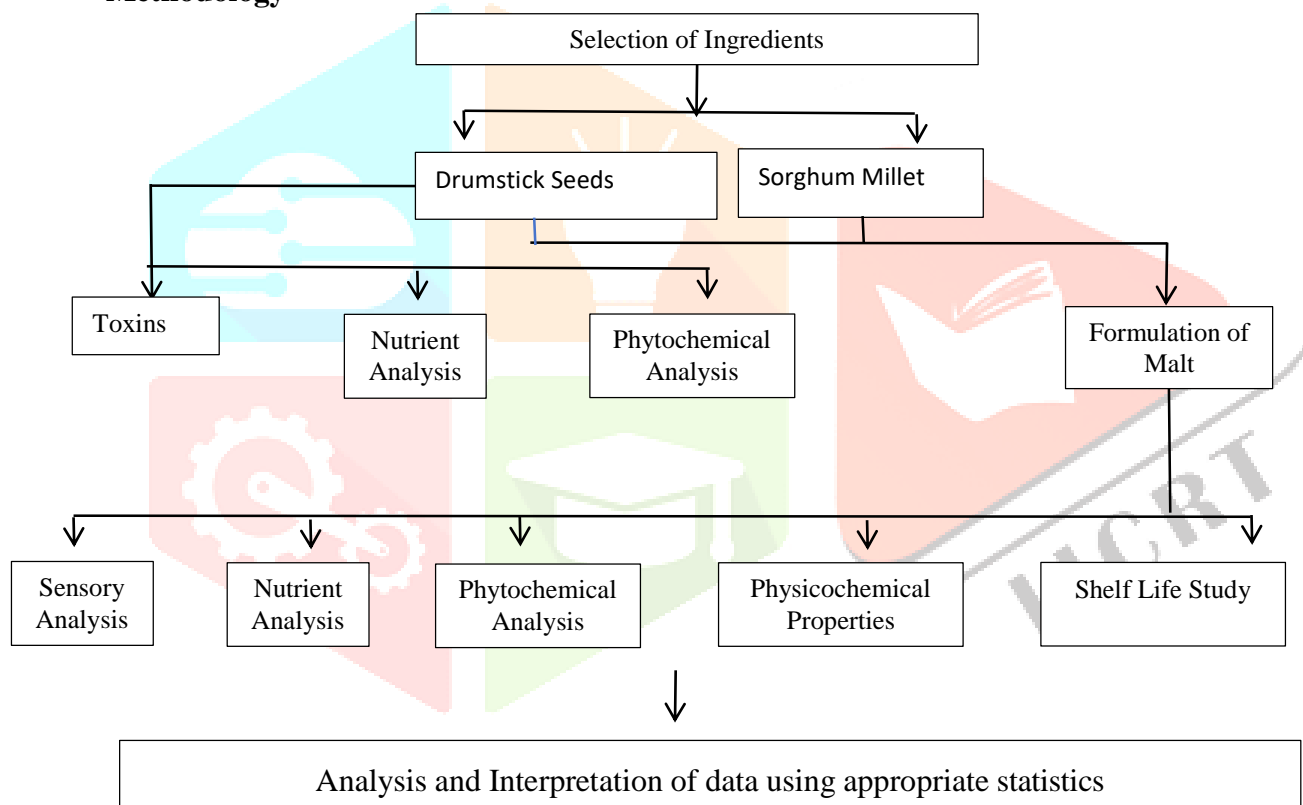 Methodology
Selection of Ingredients
Drumstick Seeds
Sorghum Millet
Toxins
Nutrient
Analysis
Phytochemical
Analysis
Formulation of
Malt
Sensory
Analysis
Nutrient
Analysis
Phytochemical
Analysis
Physicochemical
Properties
Shelf Life Study
Analysis and Interpretation of data using appropriate statistics